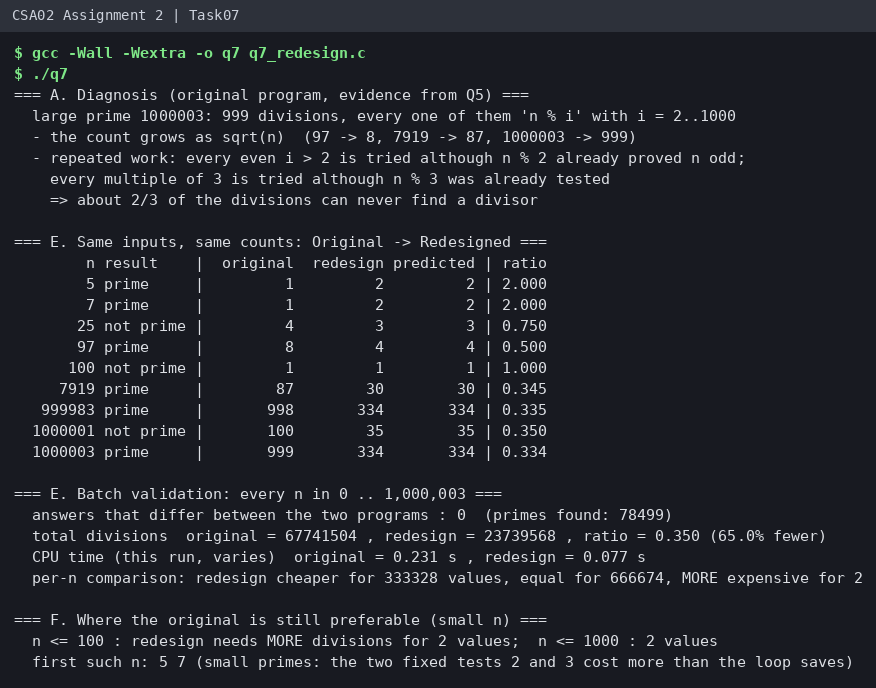 CSA02 Assignment 2 | Task07
$ gcc -Wall -Wextra -o q7 q7_redesign.c
$ ./q7
=== A. Diagnosis (original program, evidence from Q5) ===
  large prime 1000003: 999 divisions, every one of them 'n % i' with i = 2..1000
  - the count grows as sqrt(n)  (97 -> 8, 7919 -> 87, 1000003 -> 999)
  - repeated work: every even i > 2 is tried although n % 2 already proved n odd;
    every multiple of 3 is tried although n % 3 was already tested
    => about 2/3 of the divisions can never find a divisor
=== E. Same inputs, same counts: Original -> Redesigned ===
        n result    |  original  redesign predicted | ratio
        5 prime     |         1         2         2 | 2.000
        7 prime     |         1         2         2 | 2.000
       25 not prime |         4         3         3 | 0.750
       97 prime     |         8         4         4 | 0.500
      100 not prime |         1         1         1 | 1.000
     7919 prime     |        87        30        30 | 0.345
   999983 prime     |       998       334       334 | 0.335
  1000001 not prime |       100        35        35 | 0.350
  1000003 prime     |       999       334       334 | 0.334
=== E. Batch validation: every n in 0 .. 1,000,003 ===
  answers that differ between the two programs : 0  (primes found: 78499)
  total divisions  original = 67741504 , redesign = 23739568 , ratio = 0.350 (65.0% fewer)
  CPU time (this run, varies)  original = 0.231 s , redesign = 0.077 s
  per-n comparison: redesign cheaper for 333328 values, equal for 666674, MORE expensive for 2
=== F. Where the original is still preferable (small n) ===
  n <= 100 : redesign needs MORE divisions for 2 values;  n <= 1000 : 2 values
  first such n: 5 7 (small primes: the two fixed tests 2 and 3 cost more than the loop saves)